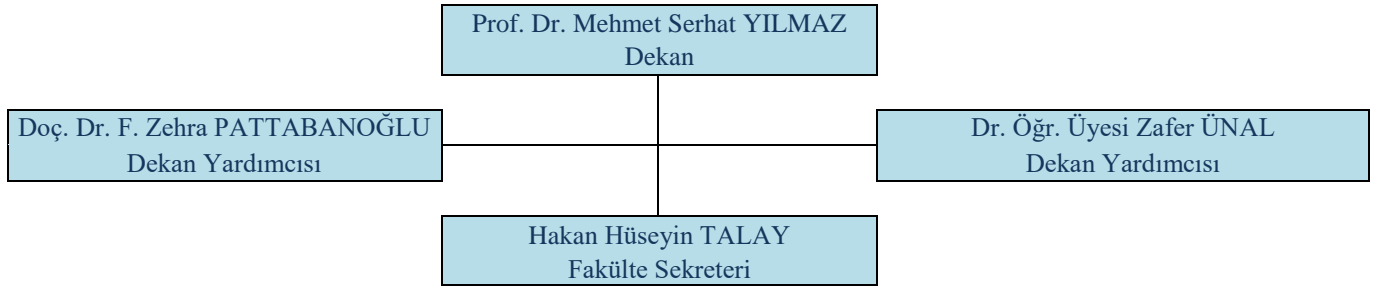 Prof. Dr. Mehmet Serhat YILMAZ
Dekan
Doç. Dr. F. Zehra PATTABANOĞLU
Dekan Yardımcısı
Dr. Öğr. Üyesi Zafer ÜNAL
Dekan Yardımcısı
Hakan Hüseyin TALAY
Fakülte Sekreteri